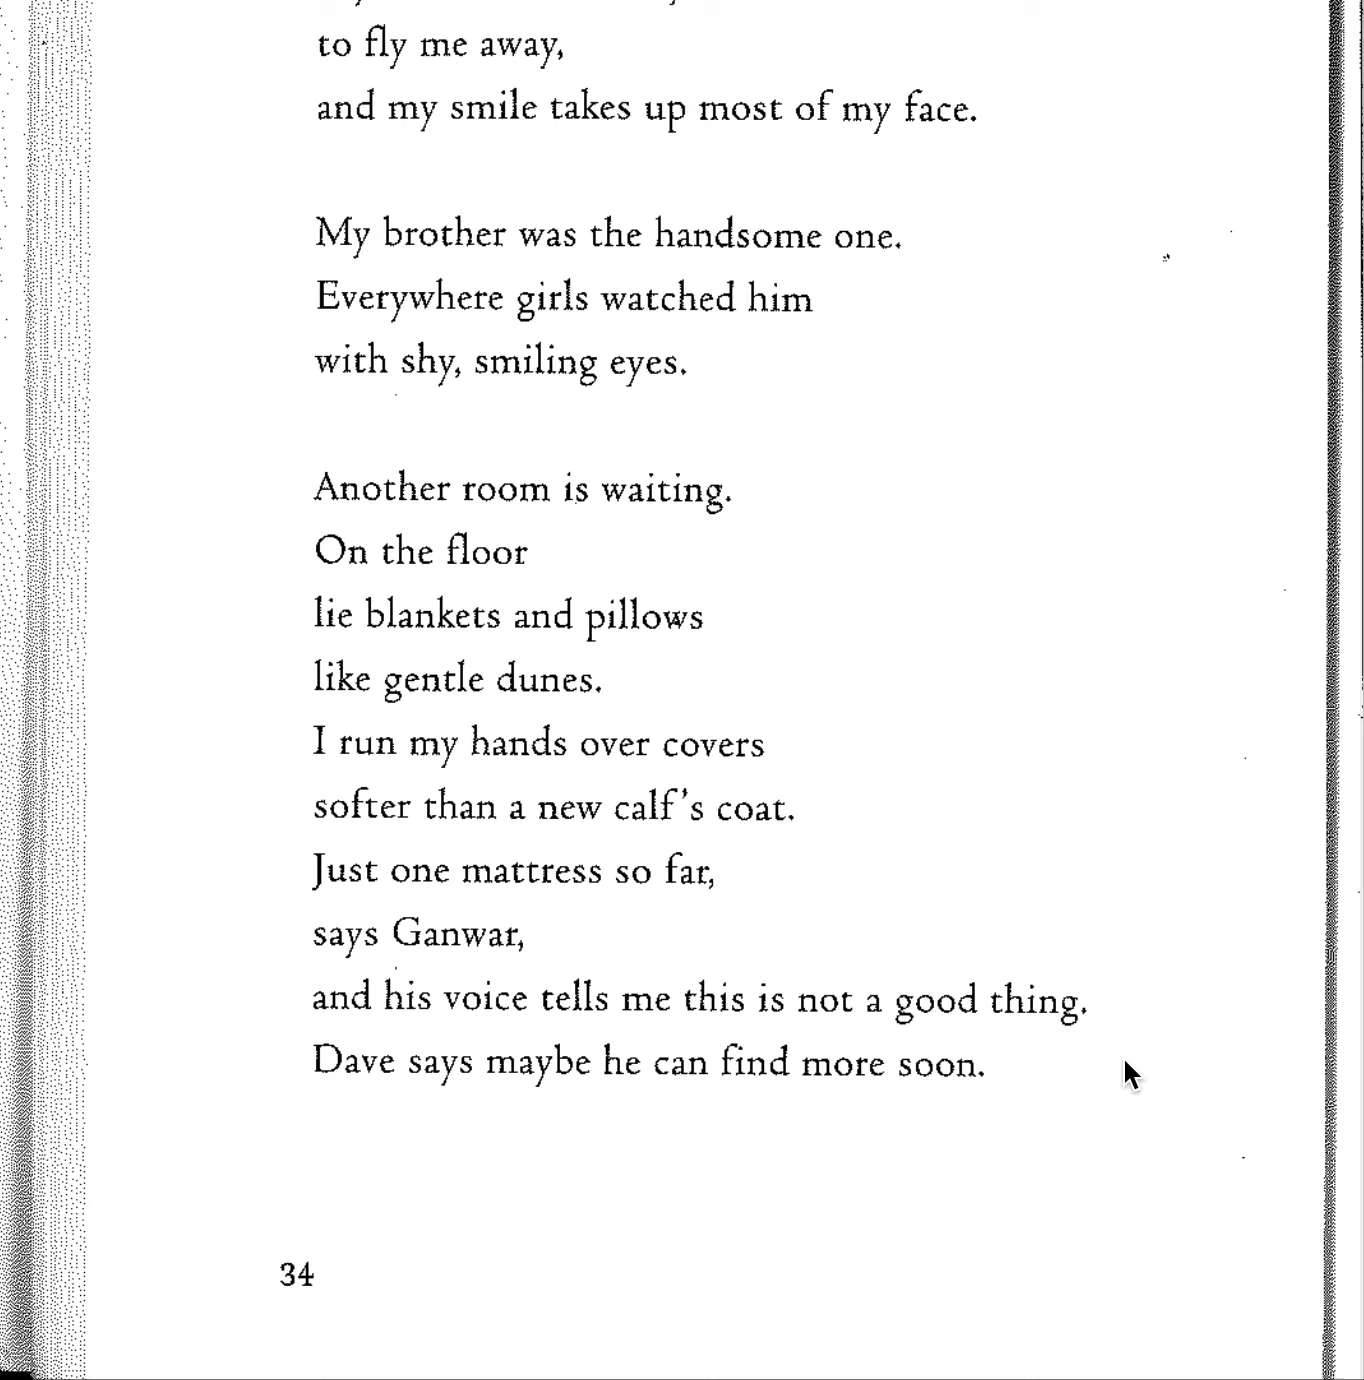 to fly me away,
and my smile takes up most of my face.
My brother was the handsome one.
Everywhere girls watched him
with shy, smiling eyes.
Another room is waiting.
On the floor
lie blankets and pillows
like gentle dunes.
I run my hands over covers
softer than a new calf's coat.
Just one mattress so far,
says Ganwar,
and his voice tells me this is not a good thing.
Dave says maybe he can find more soon.
34